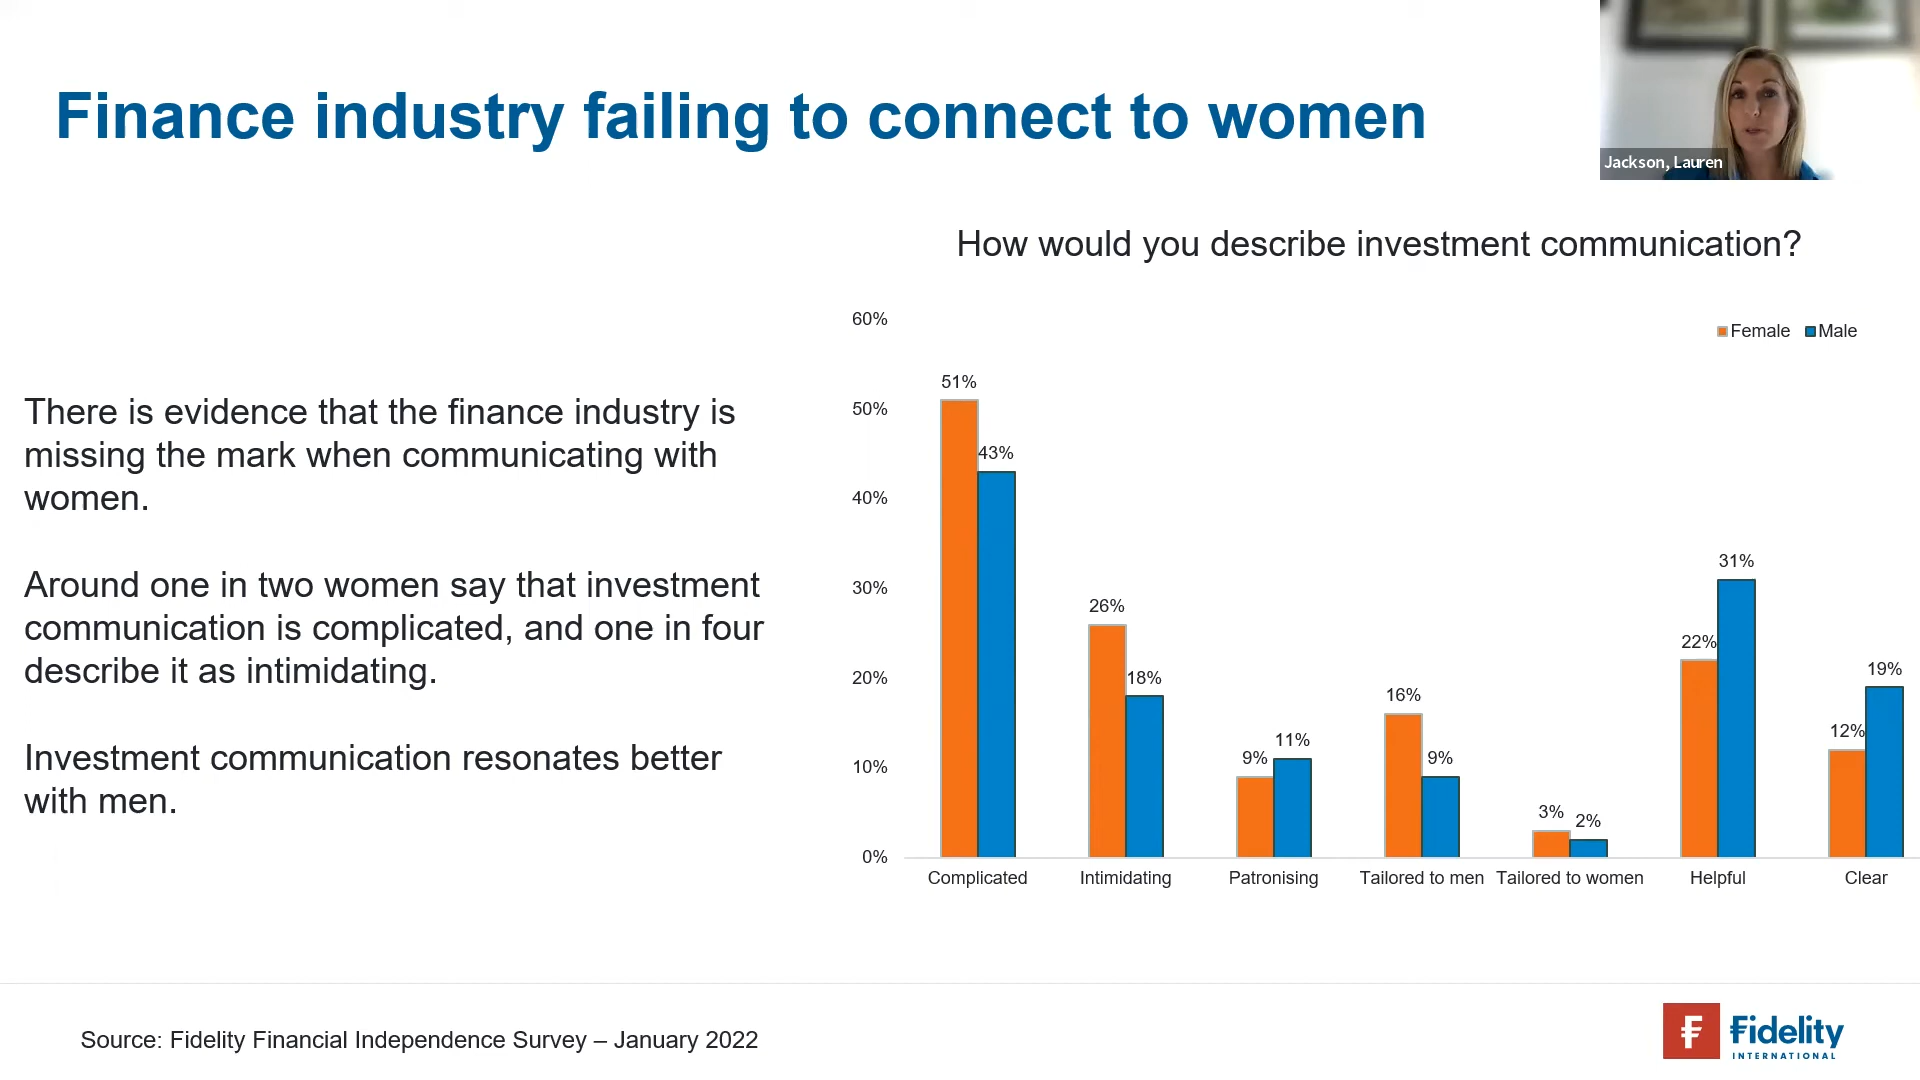 Finance industry failing to connect to women
Jackson, Lauren
How would you describe investment communication?
There is evidence that the finance industry is
missing the mark when communicating with
women.
Around one in two women say that investment
communication is complicated, and one in four
describe it as intimidating.
Investment communication resonates better
with men.
60%
50%
40%
30%
20%
10%
0%
Female Male
51%
43%
26%
18%
9%
11%
16%
9%
3%
2%
22%
31%
12%
19%
Complicated Intimidating Patronising Tailored to men Tailored to women Helpful Clear
Source: Fidelity Financial Independence Survey – January 2022
Fidelity
INTERNATIONAL